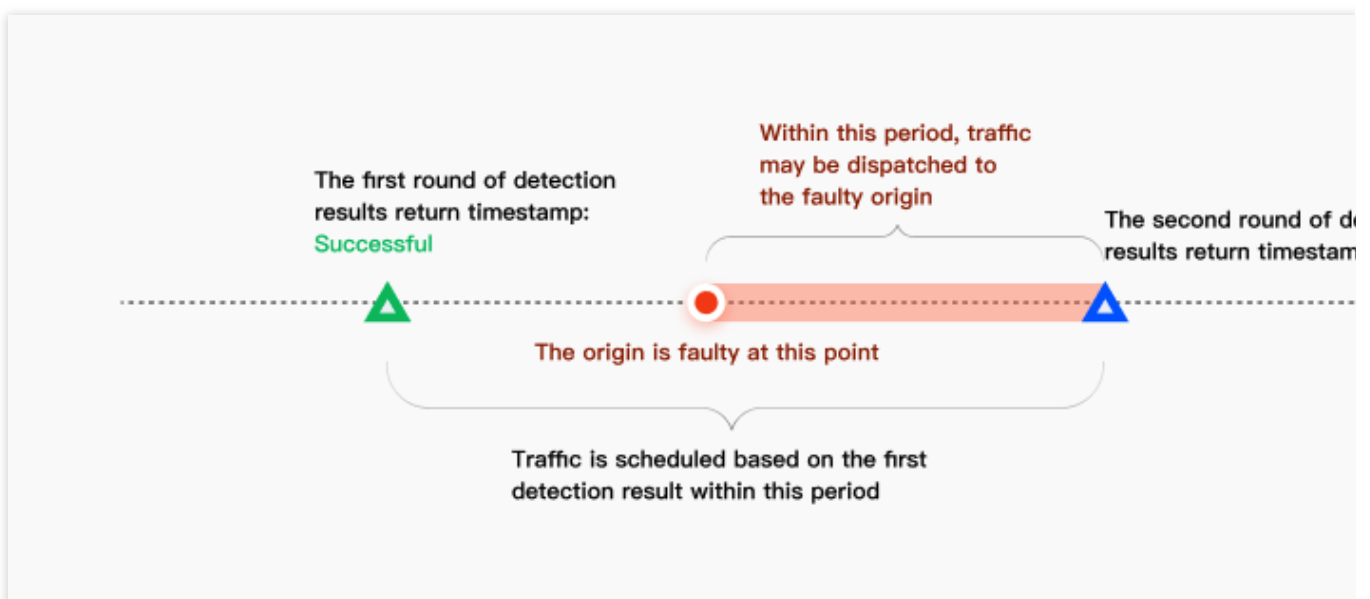 Within this period, traffic
may be dispatched to
the faulty origin
The first round of detection
results return timestamp:
Successful
The second round of
results return
The origin is faulty at this point
Traffic is scheduled based on the first
detection result within this period